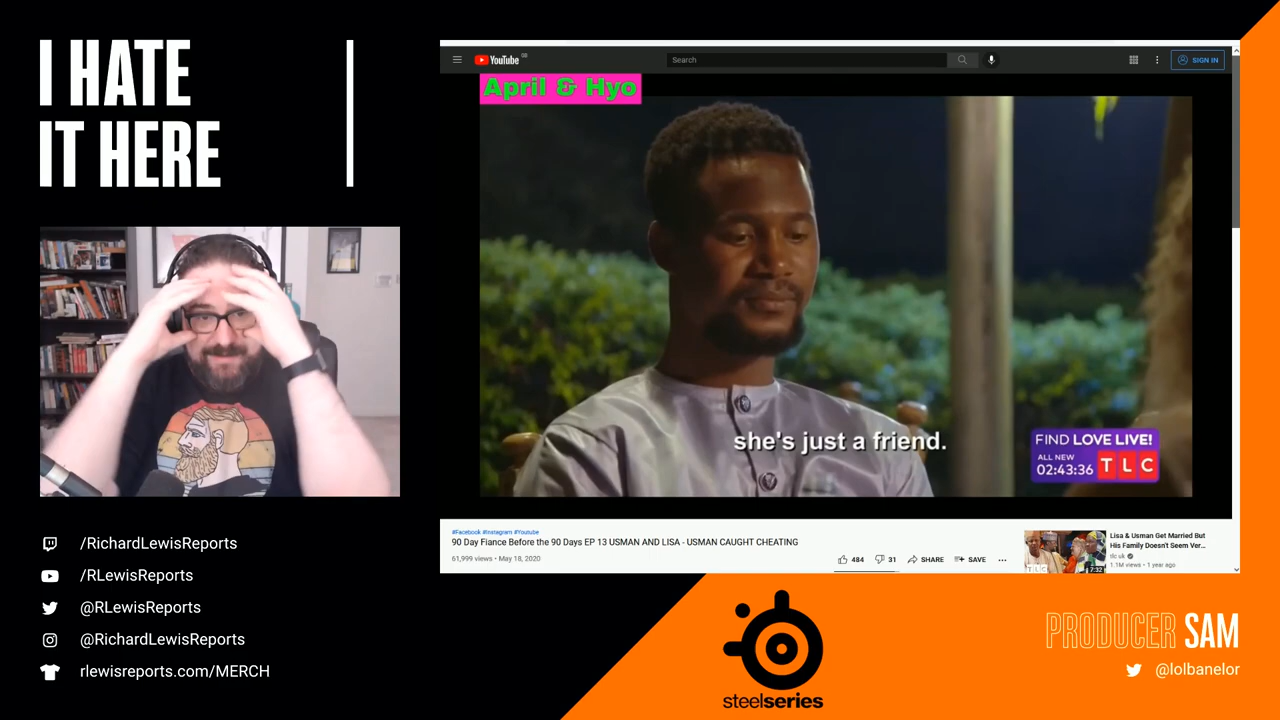 I HATE
IT HERE
/RichardLewisReports
/RLewisReports
@RLewisReports
@RichardLewisReports
rlewisreports.com/MERCH
YouTube GB
Search
SIGN IN
April & Hyo
she's just a friend.
FIND LOVE LIVE!
ALL NEW
02:43:36
TLC
#Facebook #Instagram #Youtube
90 Day Fiance Before the 90 Days EP 13 USMAN AND LISA - USMAN CAUGHT CHEATING
61,999 views • May 18, 2020
484
31
SHARE
SAVE
TLC
7:32
Lisa & Usman Get Married But
His Family Doesn't Seem Ver...
tlc uk
1.1M views • 1 year ago
steelseries
PRODUCER SAM
@lolbanelor